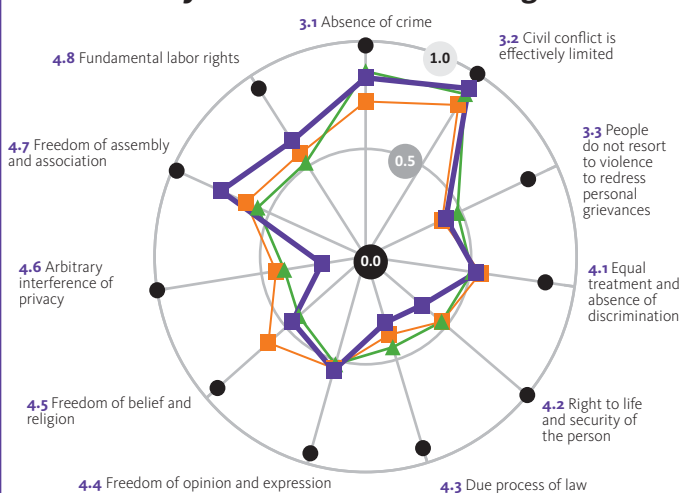 3.1 Absence of crime
1.0
3.2 Civil conflict is
effectively limited
4.8 Fundamental labor rights
4.7 Freedom of assembly
and association
0.5
3.3 People
do not resort
to violence
to redress
personal
grievances
0.0
4.6 Arbitrary
interference of
privacy
4.1 Equal
treatment and
absence of
discrimination
4.5 Freedom of belief and
religion
4.2 Right to life
and security of
the person
4.4 Freedom of opinion and expression
4.3 Due process of law